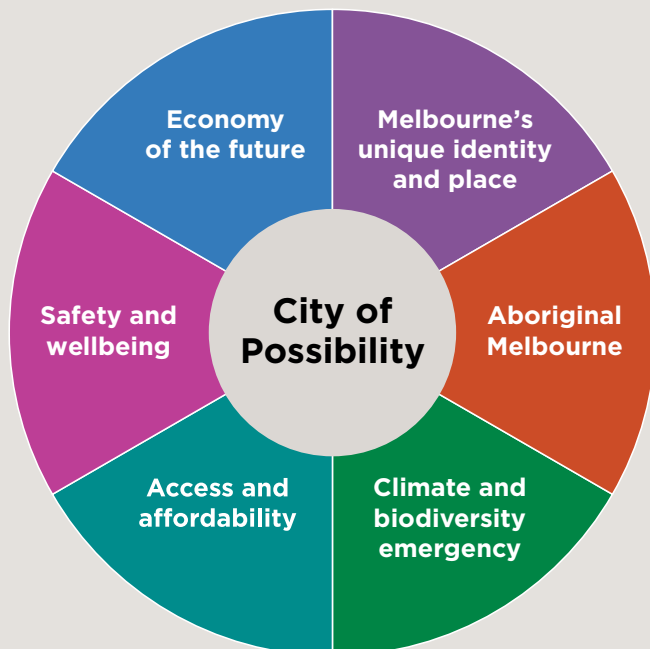 Economy
of the future
Melbourne's
unique identity
and place
Safety and
wellbeing
City of
Possibility
Aboriginal
Melbourne
Access and
affordability
Climate and
biodiversity
emergency